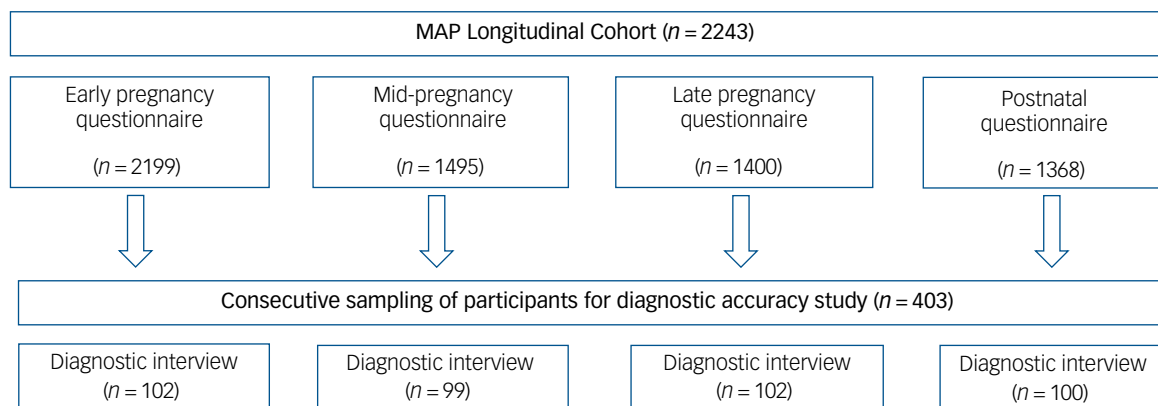 MAP Longitudinal Cohort (n = 2243)
Early pregnancy
questionnaire
(n = 2199)
Mid-pregnancy
questionnaire
(n = 1495)
Late pregnancy
questionnaire
(n = 1400)
Postnatal
questionnaire
(n = 1368)
Consecutive sampling of participants for diagnostic accuracy study (n = 403)
Diagnostic interview
(n = 102)
Diagnostic interview
(n = 99)
Diagnostic interview
(n = 102)
Diagnostic interview
(n = 100)